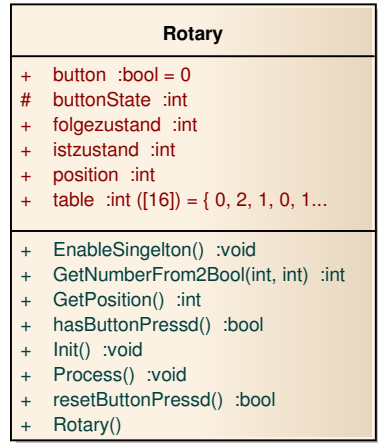 Rotary
+ button :bool = 0
# buttonState :int
+ folgezustand :int
+ istzustand :int
+ position :int
+ table :int ([16]) = { 0, 2, 1, 0, 1...
+ EnableSingelton() :void
+ GetNumberFrom2Bool(int, int) :int
+ GetPosition() :int
+ hasButtonPressd() :bool
+ Init() :void
+ Process() :void
+ resetButtonPressd() :bool
+ Rotary()